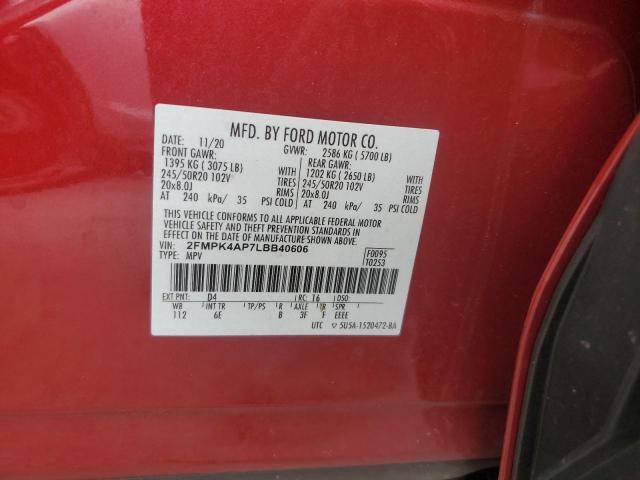 MFD. BY FORD MOTOR CO.
DATE: 11/20 GVWR: 2586 KG (5700 LB)
FRONT GAWR: REAR GAWR:
1395 KG (3075 LB) WITH 1202 KG (2650 LB) WITH
245/50R20 102V TIRES 245/50R20 102V TIRES
20x8.0J RIMS 20x8.0J RIMS
AT 240 kPa/ 35 PSI COLD AT 240 kPa/ 35 PSI COLD
THIS VEHICLE CONFORMS TO ALL APPLICABLE FEDERAL MOTOR
VEHICLE SAFETY AND THEFT PREVENTION STANDARDS IN
EFFECT ON THE DATE OF MANUFACTURE SHOWN ABOVE.
VIN: 2FMPK4AP7LBB40606 F0095
TYPE: MPV T0253
EXT PNT: D4 RC: 16 DSO:
WB INT TR TP/PS R AXLE TR SPR
112 6E B 3F F EEEE
UTC ▽ 5U5A-1520472-BA